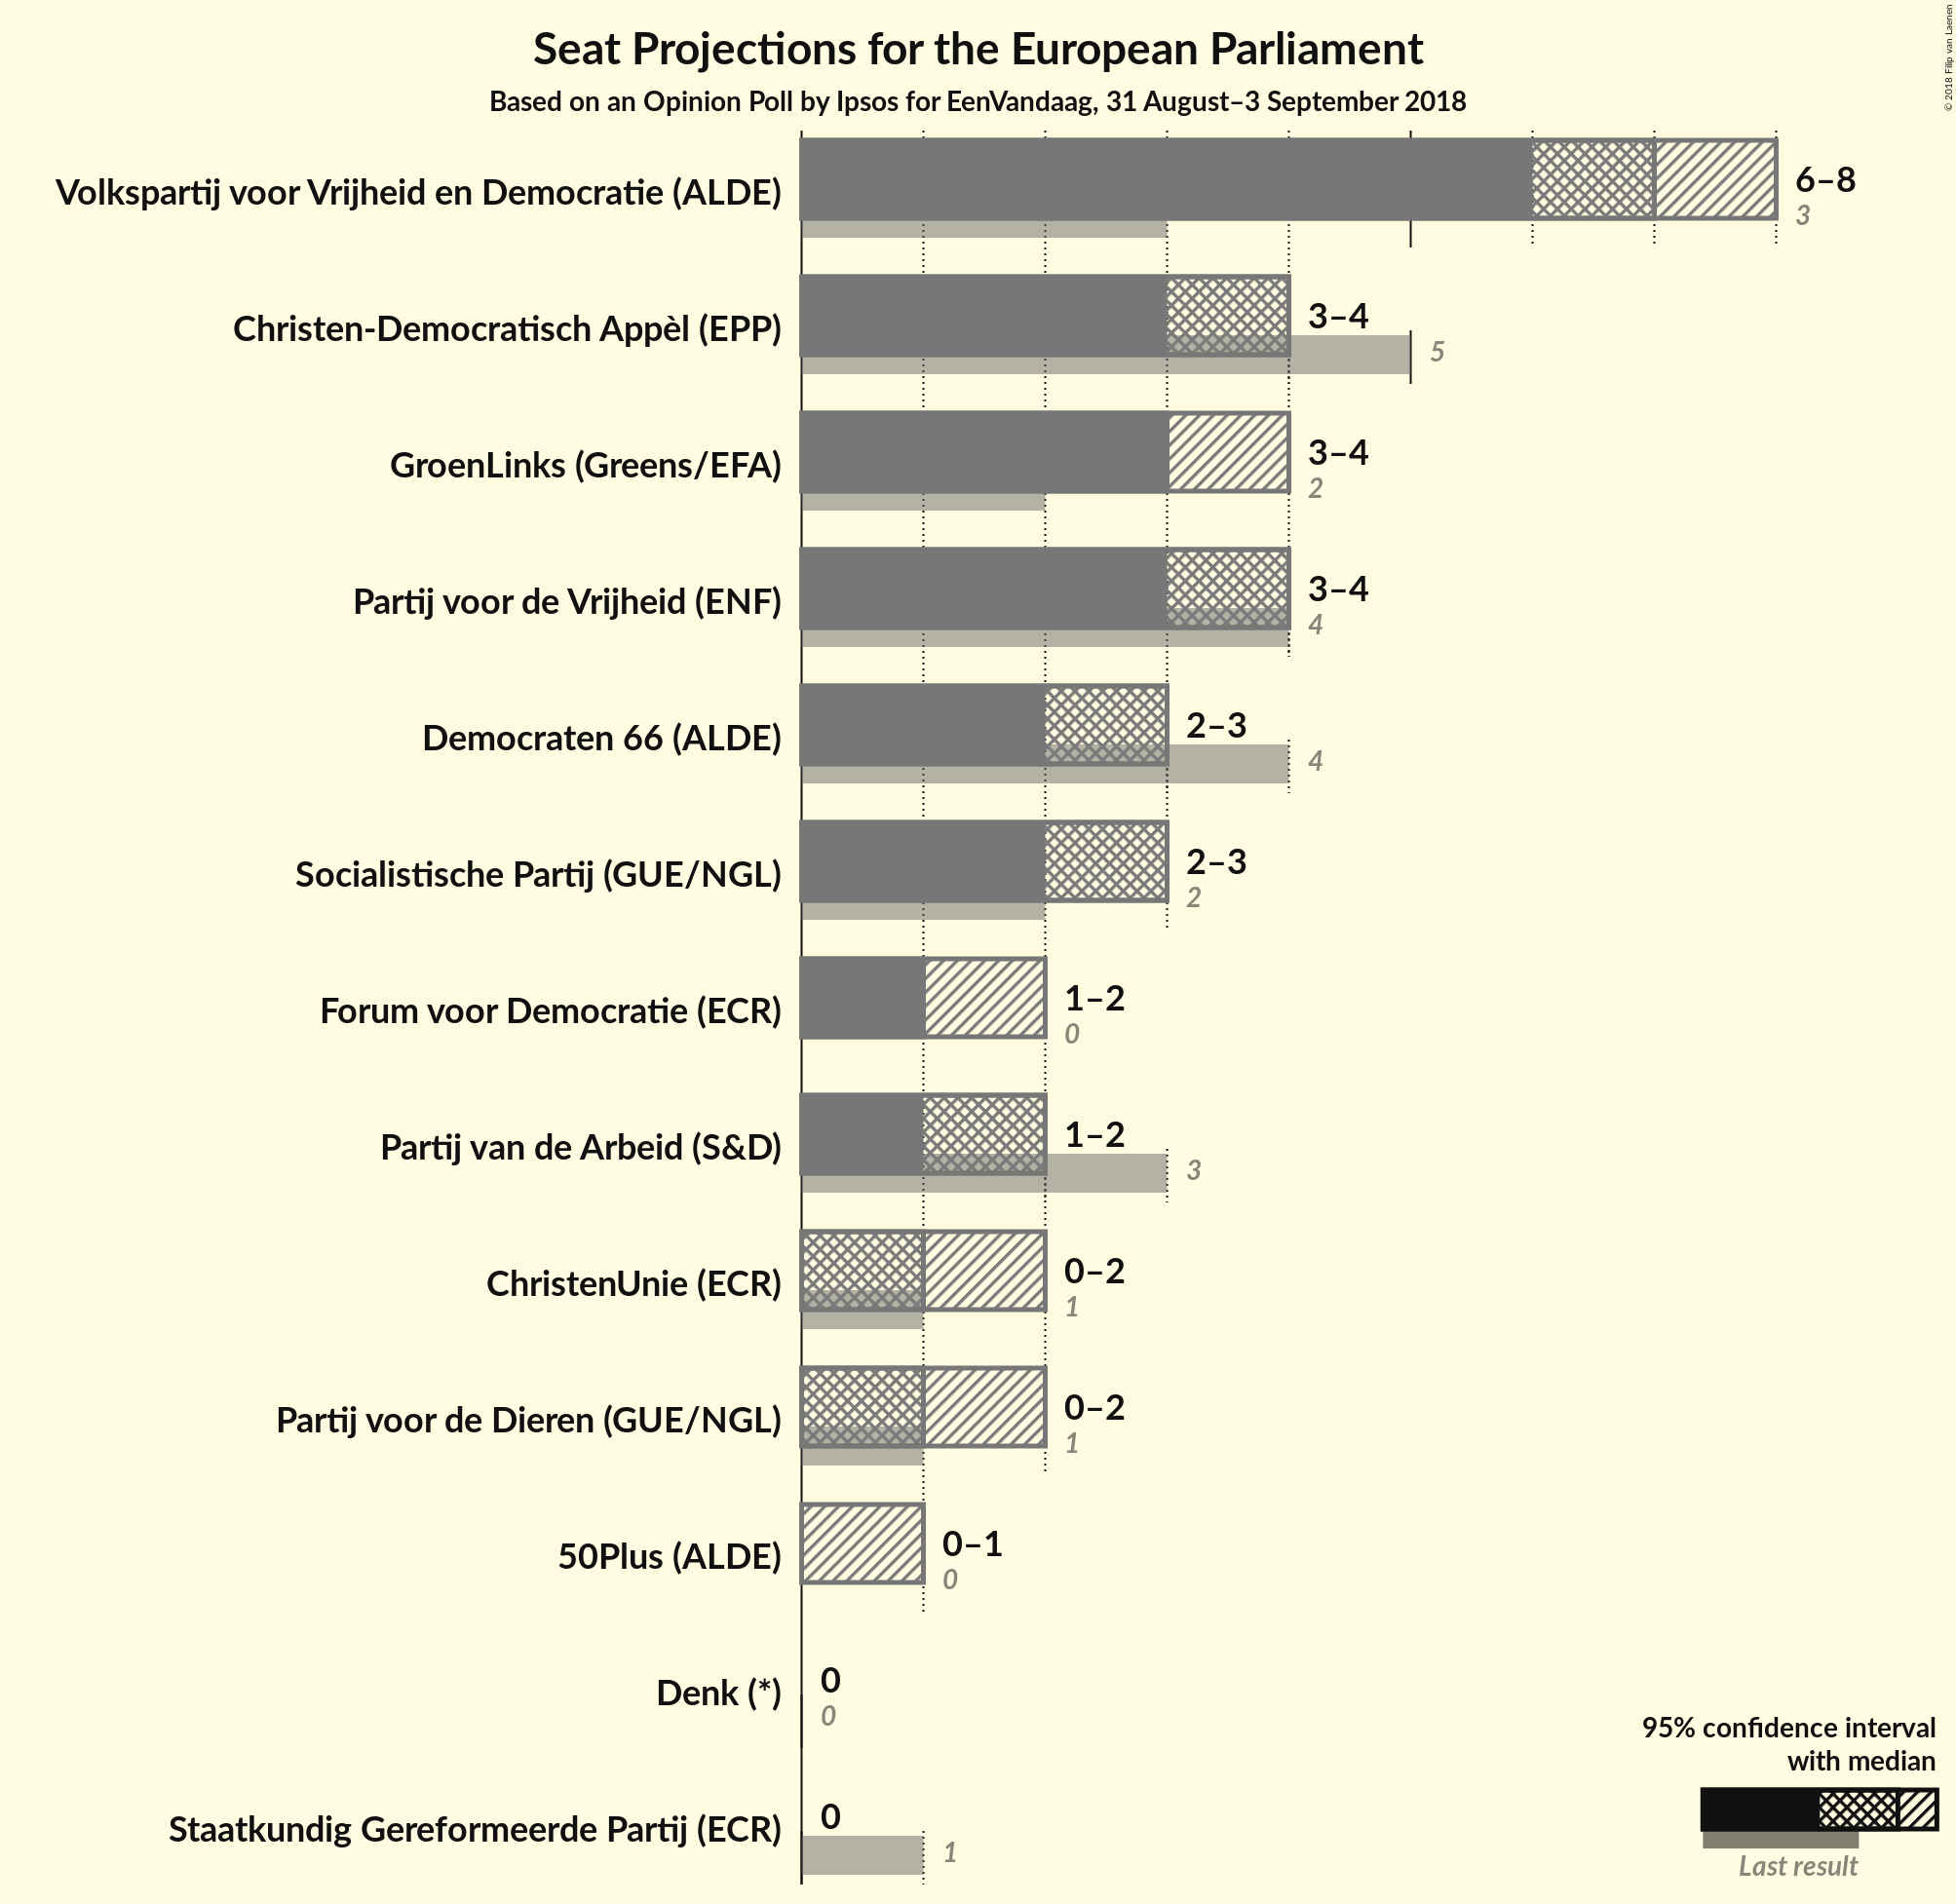 Seat Projections for the European Parliament
Based on an Opinion Poll by Ipsos for EenVandaag, 31 August–3 September 2018
© 2018 Filip van Laenen
Volkspartij voor Vrijheid en Democratie (ALDE)
6–8
3
Christen-Democratisch Appèl (EPP)
3–4
5
GroenLinks (Greens/EFA)
3–4
2
Partij voor de Vrijheid (ENF)
3–4
4
Democraten 66 (ALDE)
2–3
4
Socialistische Partij (GUE/NGL)
2–3
2
Forum voor Democratie (ECR)
1–2
0
Partij van de Arbeid (S&D)
1–2
3
ChristenUnie (ECR)
0–2
1
Partij voor de Dieren (GUE/NGL)
0–2
1
50Plus (ALDE)
0–1
0
Denk (*)
0
0
Staatkundig Gereformeerde Partij (ECR)
0
1
95% confidence interval
with median
Last result